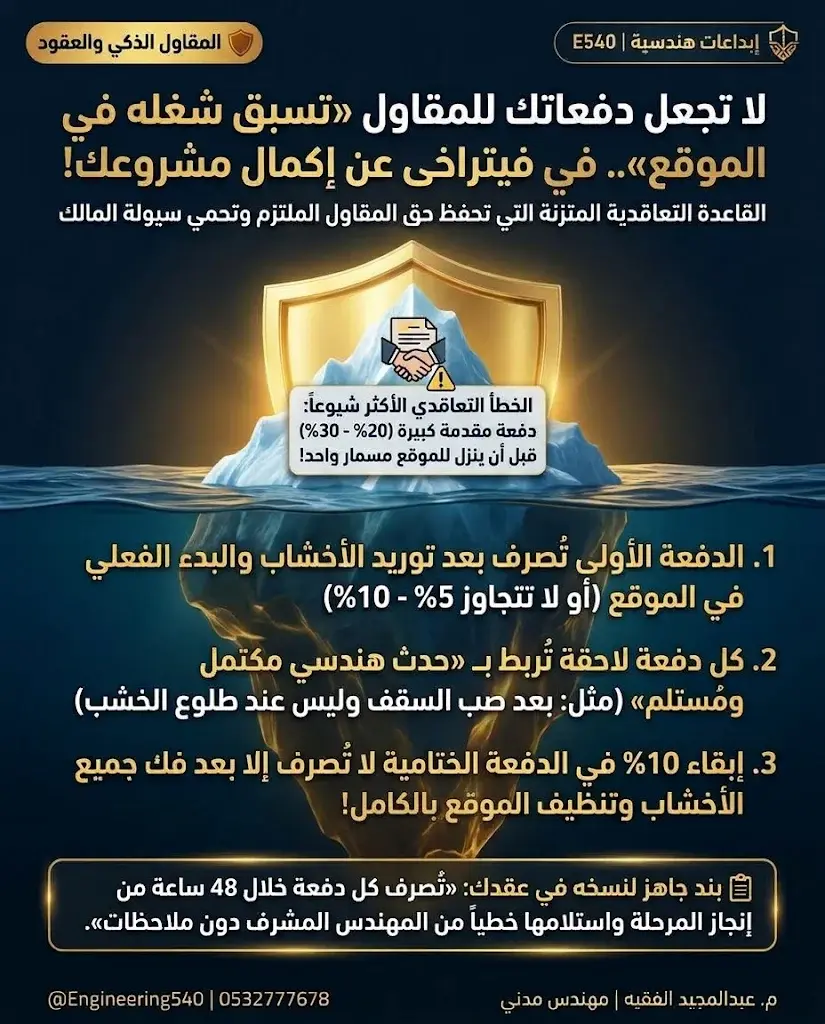 إبداعات هندسية | E540
المقاول الذكي والعقود
لا تجعل دفعاتك للمقاول «تسبق شغله في
الموقع».. في فيتراخى عن إكمال مشروعك!
القاعدة التعاقدية المتزنة التي تحفظ حق المقاول الملتزم وتحمي سيولة المالك
الخطأ التعاقدي الأكثر شيوعاً:
دفعة مقدمة كبيرة (20% - 30%)
قبل أن ينزل للموقع مسمار واحد!
1. الدفعة الأولى تُصرف بعد توريد الأخشاب والبدء الفعلي
في الموقع (أو لا تتجاوز 5% - 10%)
2. كل دفعة لاحقة تُربط بـ «حدث هندسي مكتمل
ومُستلم» (مثل: بعد صب السقف وليس عند طلوع الخشب)
3. إبقاء 10% في الدفعة الختامية لا تُصرف إلا بعد فك جميع
الأخشاب وتنظيف الموقع بالكامل!
بند جاهز لنسخه في عقدك: «تُصرف كل دفعة خلال 48 ساعة من
إنجاز المرحلة واستلامها خطياً من المهندس المشرف دون ملاحظات».
م. عبدالمجيد الفقيه | مهندس مدني
@Engineering540 | 0532777678